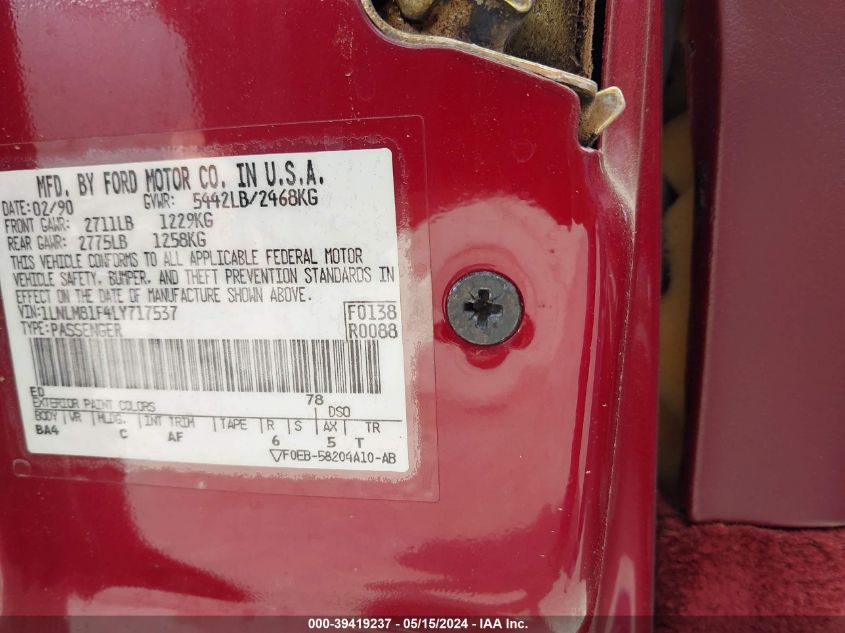 MFD. BY FORD MOTOR CO. IN U.S.A.
DATE: 02/90 GVWR: 5442LB/2468KG
FRONT GAWR: 2711LB 1229KG
REAR GAWR: 2775LB 1258KG
THIS VEHICLE CONFORMS TO ALL APPLICABLE FEDERAL MOTOR
VEHICLE SAFETY, BUMPER, AND THEFT PREVENTION STANDARDS IN
EFFECT ON THE DATE OF MANUFACTURE SHOWN ABOVE.
VIN: 1LNLM81F4LY717537 F0138
TYPE: PASSENGER R0088
ED 78
EXTERIOR PAINT COLORS DSO
BODY VR MLDG. INT TRIM TAPE R S AX TR
BA4 C AF 6 5 T
▽F0EB-58204A10-AB
000-39419237 - 05/15/2024 - IAA Inc.